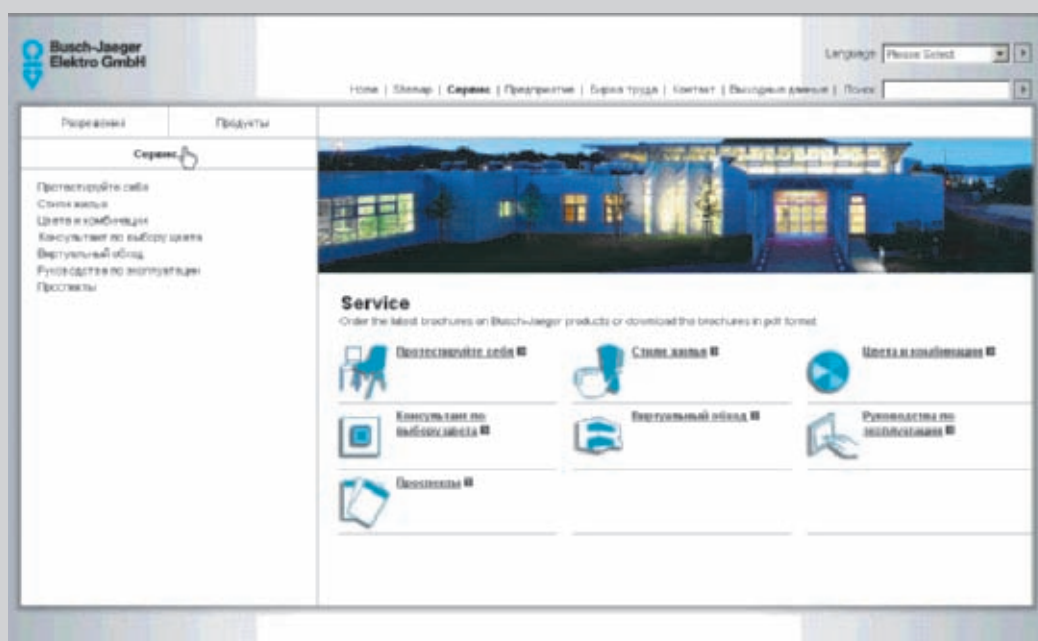 Busch-Jaeger
Elektro GmbH
Language Please Select
Home | Sitemap | Сервис | Предприятие | Биржа труда | Контакт | Выходные данные | Поиск
Разрешения Продукты
Сервис
Протестируйте себя
Стили жилья
Цвета и комбинации
Консультант по выбору цвета
Виртуальный обход
Руководства по эксплуатации
Проспекты
Service
Order the latest brochures on Busch-Jaeger products or download the brochures in pdf format
Протестируйте себя
Стили жилья
Цвета и комбинации
Консультант по
выбору цвета
Виртуальный обход
Руководства по
эксплуатации
Проспекты